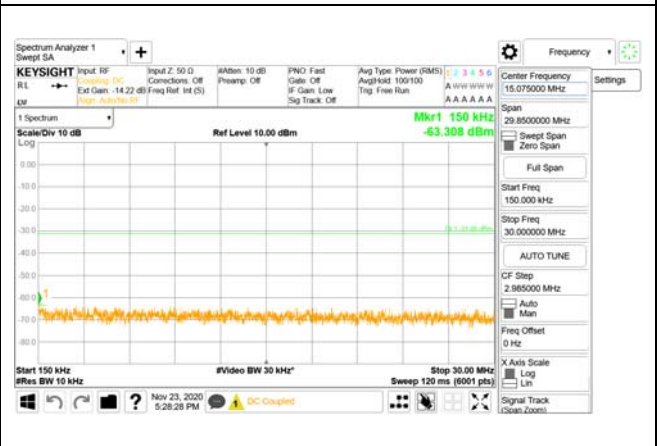 Spectrum Analyzer 1
Swept SA
Frequency
KEYSIGHT
RL
Input: RF
Coupling: DC
Ext Gain: -14.22 dB
Align: Auto/No RF
Input Z: 50 Ω
Corrections: Off
Freq Ref: Int (S)
#Atten: 10 dB
Preamp: Off
PNO: Fast
Gate: Off
IF Gain: Low
Sig Track: Off
Avg Type: Power (RMS)
Avg|Hold: 100/100
Trig: Free Run
1 2 3 4 5 6
A W W W W W
A A A A A A
1 Spectrum
Scale/Div 10 dB
Log
Ref Level 10.00 dBm
Mkr1 150 kHz
-63.308 dBm
0.00
-10.0
-20.0
-30.0
-40.0
-50.0
-60.0
-70.0
-80.0
1
Start 150 kHz
#Res BW 10 kHz
#Video BW 30 kHz*
Stop 30.00 MHz
Sweep 120 ms (6001 pts)
Nov 23, 2020
5:28:28 PM
DC Coupled
Center Frequency
15.075000 MHz
Settings
Span
29.8500000 MHz
Swept Span
Zero Span
Full Span
Start Freq
150.000 kHz
Stop Freq
30.000000 MHz
AUTO TUNE
CF Step
2.985000 MHz
Auto
Man
Freq Offset
0 Hz
X Axis Scale
Log
Lin
Signal Track
(Span Zoom)